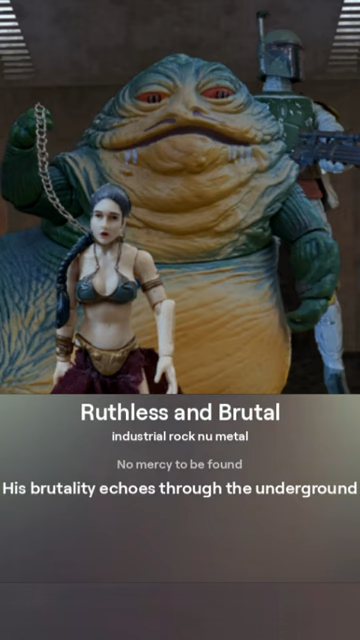 Ruthless and Brutal
industrial rock nu metal
No mercy to be found
His brutality echoes through the underground